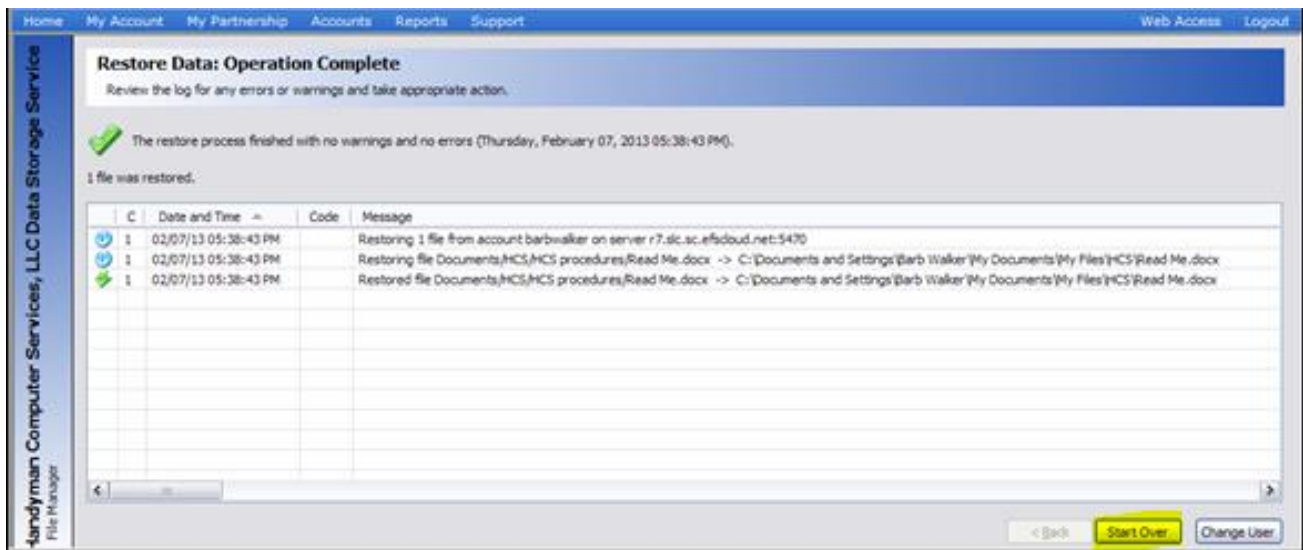 Home My Account My Partnership Accounts Reports Support Web Access Logout
Handyman Computer Services, LLC Data Storage Service
File Manager
Restore Data: Operation Complete
Review the log for any errors or warnings and take appropriate action.
The restore process finished with no warnings and no errors (Thursday, February 07, 2013 05:38:43 PM).
1 file was restored.
C Date and Time Code Message
1 02/07/13 05:38:43 PM Restoring 1 file from account barbwalker on server r7.slc.sc.efscloud.net:5470
1 02/07/13 05:38:43 PM Restoring file Documents/HCS/HCS procedures/Read Me.docx -> C:\Documents and Settings\Barb Walker\My Documents\My Files\HCS\Read Me.docx
1 02/07/13 05:38:43 PM Restored file Documents/HCS/HCS procedures/Read Me.docx -> C:\Documents and Settings\Barb Walker\My Documents\My Files\HCS\Read Me.docx
< Back Start Over Change User